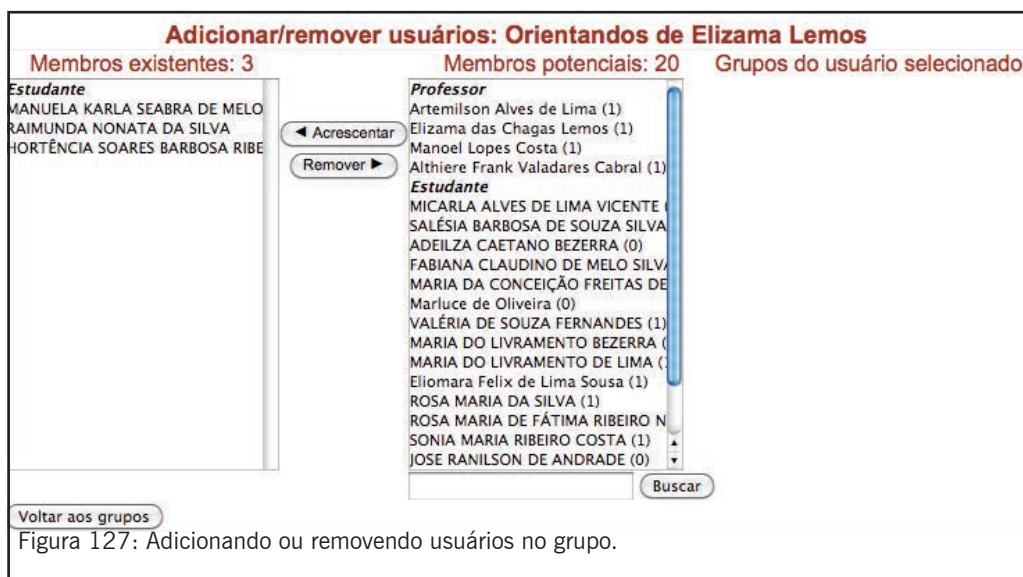 Adicionar/remover usuários: Orientandos de Elizama Lemos
Membros existentes: 3
Estudante
MANUELA KARLA SEABRA DE MELO
RAIMUNDA NONATA DA SILVA
HORTÊNCIA SOARES BARBOSA RIBE
◄ Acrescentar
Remover ►
Membros potenciais: 20
Professor
Artemilson Alves de Lima (1)
Elizama das Chagas Lemos (1)
Manoel Lopes Costa (1)
Althiere Frank Valadares Cabral (1)
Estudante
MICARLA ALVES DE LIMA VICENTE (
SALÉSIA BARBOSA DE SOUZA SILVA
ADEILZA CAETANO BEZERRA (0)
FABIANA CLAUDINO DE MELO SILVA
MARIA DA CONCEIÇÃO FREITAS DE
Marluce de Oliveira (0)
VALÉRIA DE SOUZA FERNANDES (1)
MARIA DO LIVRAMENTO BEZERRA (
MARIA DO LIVRAMENTO DE LIMA (
Eliomara Felix de Lima Sousa (1)
ROSA MARIA DA SILVA (1)
ROSA MARIA DE FÁTIMA RIBEIRO N
SONIA MARIA RIBEIRO COSTA (1)
JOSE RANILSON DE ANDRADE (0)
Buscar
Grupos do usuário selecionado
Voltar aos grupos
Figura 127: Adicionando ou removendo usuários no grupo.